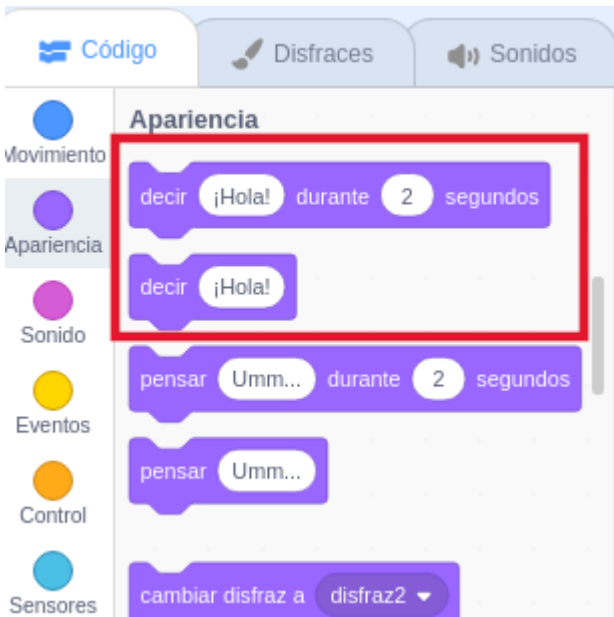 Código Disfraces Sonidos
Apariencia
Movimiento
Apariencia
Sonido
Eventos
Control
Sensores
decir ¡Hola! durante 2 segundos
decir ¡Hola!
pensar Umm... durante 2 segundos
pensar Umm...
cambiar disfraz a disfraz2